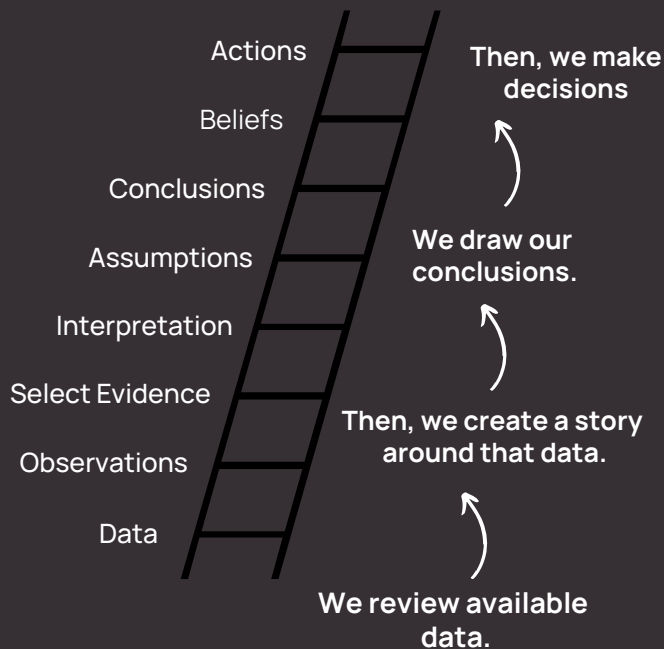 Actions
Beliefs
Conclusions
Assumptions
Interpretation
Select Evidence
Observations
Data
Then, we make
decisions
We draw our
conclusions.
Then, we create a story
around that data.
We review available
data.